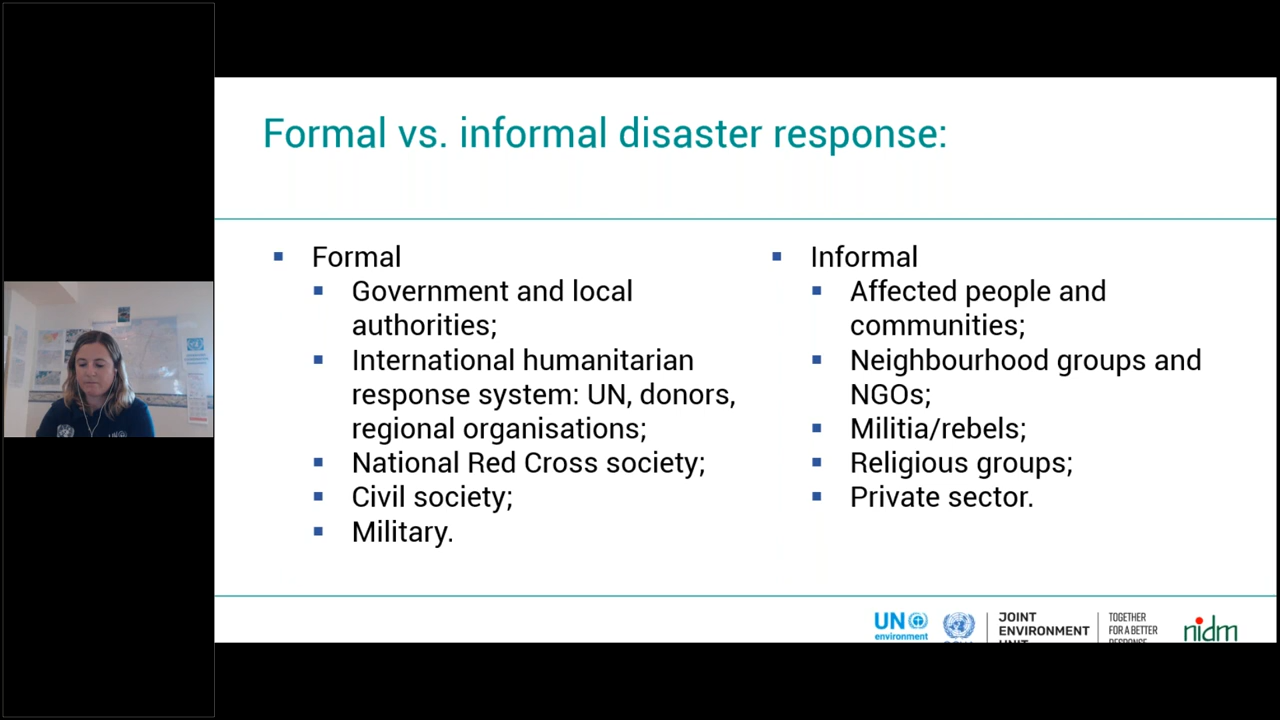 Formal vs. informal disaster response:
Formal
Government and local
authorities;
International humanitarian
response system: UN, donors,
regional organisations;
National Red Cross society;
Civil society;
Military.
Informal
Affected people and
communities;
Neighbourhood groups and
NGOs;
Militia/rebels;
Religious groups;
Private sector.
UN
environment
JOINT
ENVIRONMENT
UNIT
TOGETHER
FOR A BETTER
RESPONSE
nidm